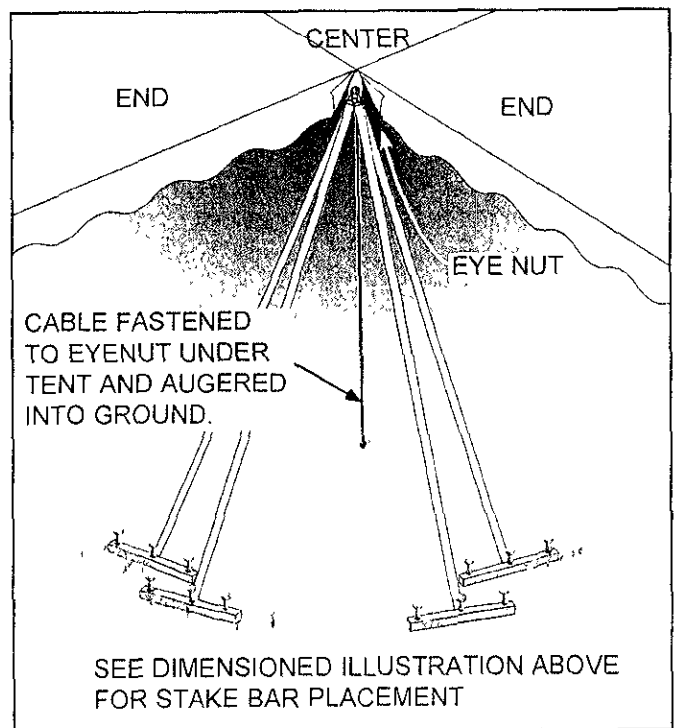 CENTER
END
END
EYE NUT
CABLE FASTENED
TO EYENUT UNDER
TENT AND AUGERED
INTO GROUND.
SEE DIMENSIONED ILLUSTRATION ABOVE
FOR STAKE BAR PLACEMENT